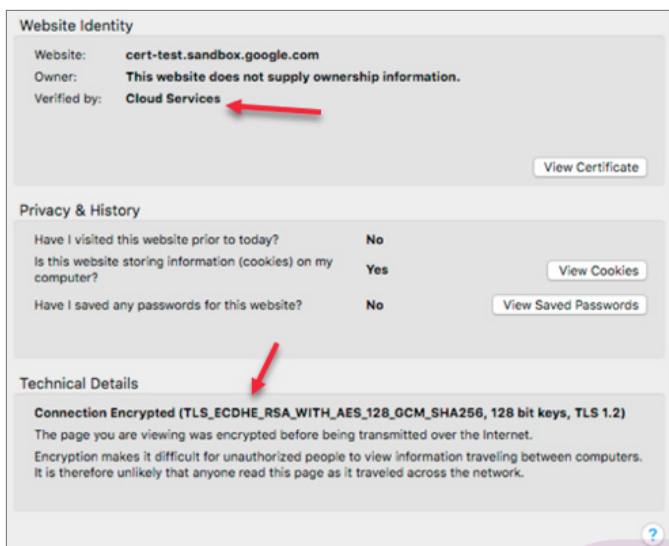 Website Identity
Website: cert-test.sandbox.google.com
Owner: This website does not supply ownership information.
Verified by: Cloud Services
View Certificate
Privacy & History
Have I visited this website prior to today? No
Is this website storing information (cookies) on my
computer? Yes View Cookies
Have I saved any passwords for this website? No View Saved Passwords
Technical Details
Connection Encrypted (TLS_ECDHE_RSA_WITH_AES_128_GCM_SHA256, 128 bit keys, TLS 1.2)
The page you are viewing was encrypted before being transmitted over the Internet.
Encryption makes it difficult for unauthorized people to view information traveling between computers.
It is therefore unlikely that anyone read this page as it traveled across the network.
?